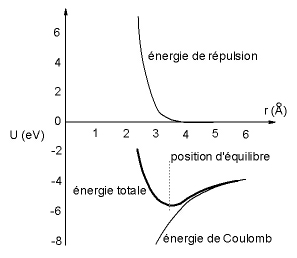 6
énergie de répulsion
4
2
r (Å)
0
U (eV)
1 2 3 4 5 6
-2
position d'équilibre
-4
énergie totale
-6
énergie de Coulomb
-8